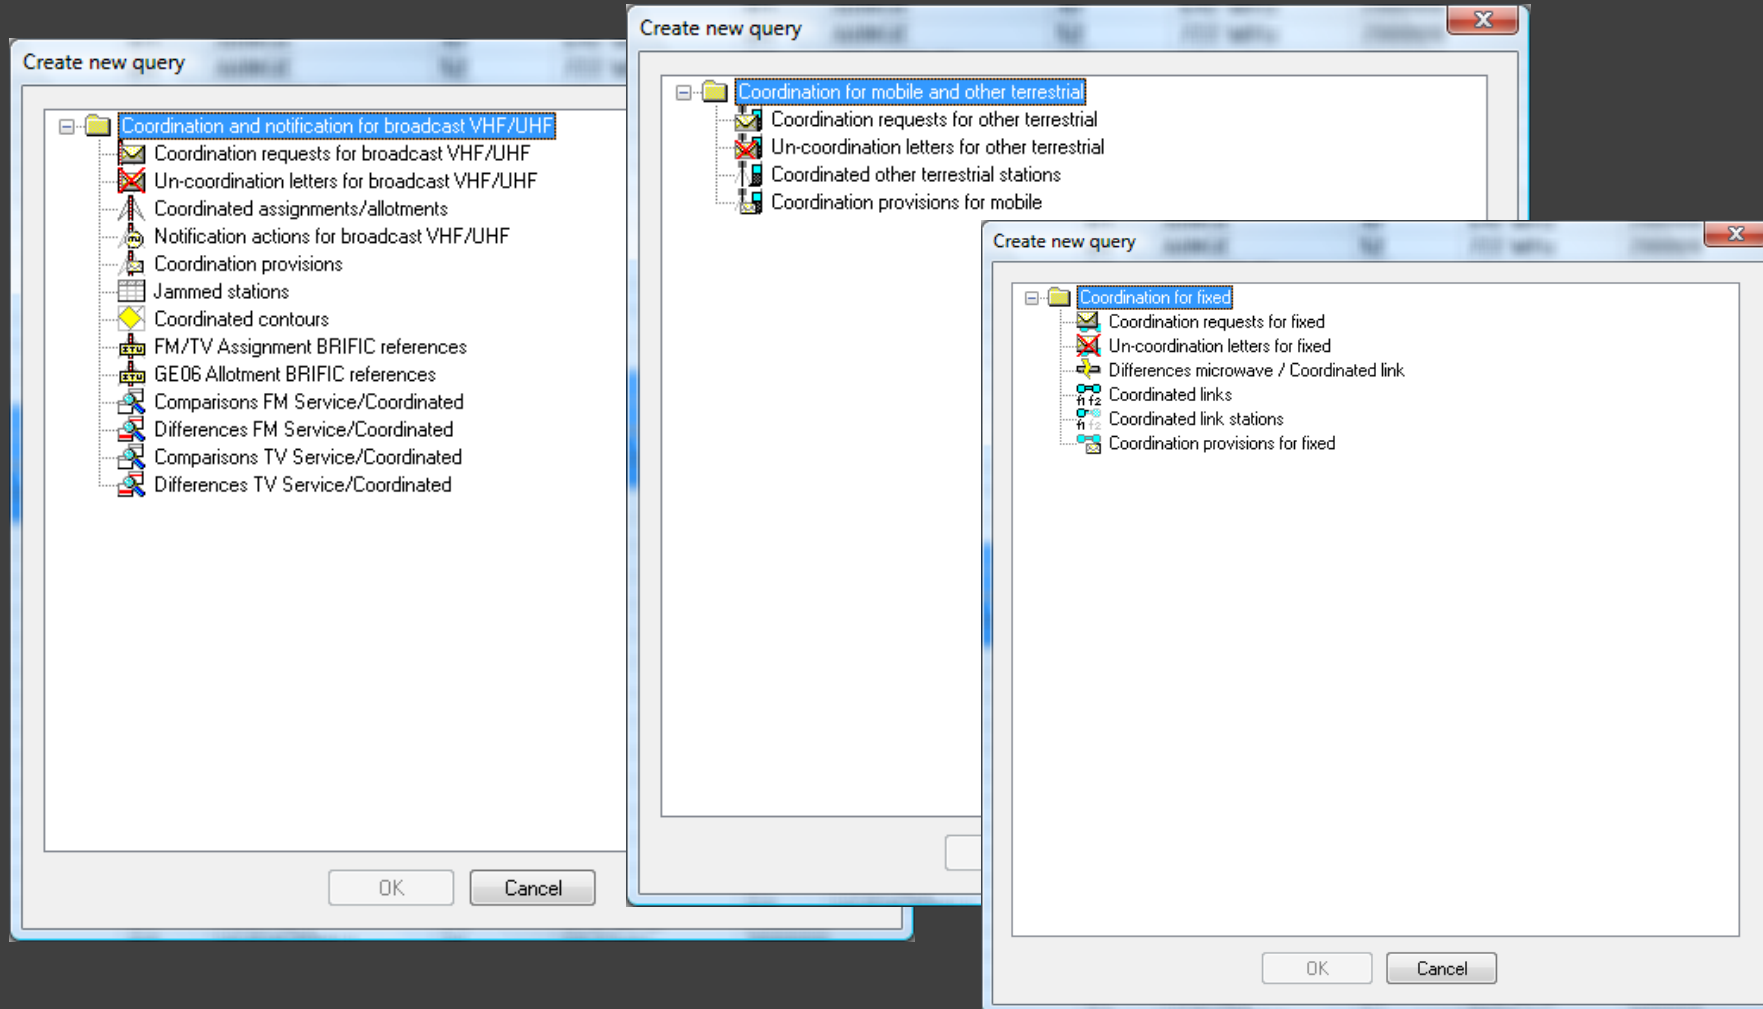 Create new query
Coordination and notification for broadcast VHF/UHF
Coordination requests for broadcast VHF/UHF
Un-coordination letters for broadcast VHF/UHF
Coordinated assignments/allotments
Notification actions for broadcast VHF/UHF
Coordination provisions
Jammed stations
Coordinated contours
FM/TV Assignment BRIFIC references
GE06 Allotment BRIFIC references
Comparisons FM Service/Coordinated
Differences FM Service/Coordinated
Comparisons TV Service/Coordinated
Differences TV Service/Coordinated
OK
Cancel
Create new query
Coordination for mobile and other terrestrial
Coordination requests for other terrestrial
Un-coordination letters for other terrestrial
Coordinated other terrestrial stations
Coordination provisions for mobile
Create new query
Coordination for fixed
Coordination requests for fixed
Un-coordination letters for fixed
Differences microwave / Coordinated link
Coordinated links
Coordinated link stations
Coordination provisions for fixed
OK
Cancel